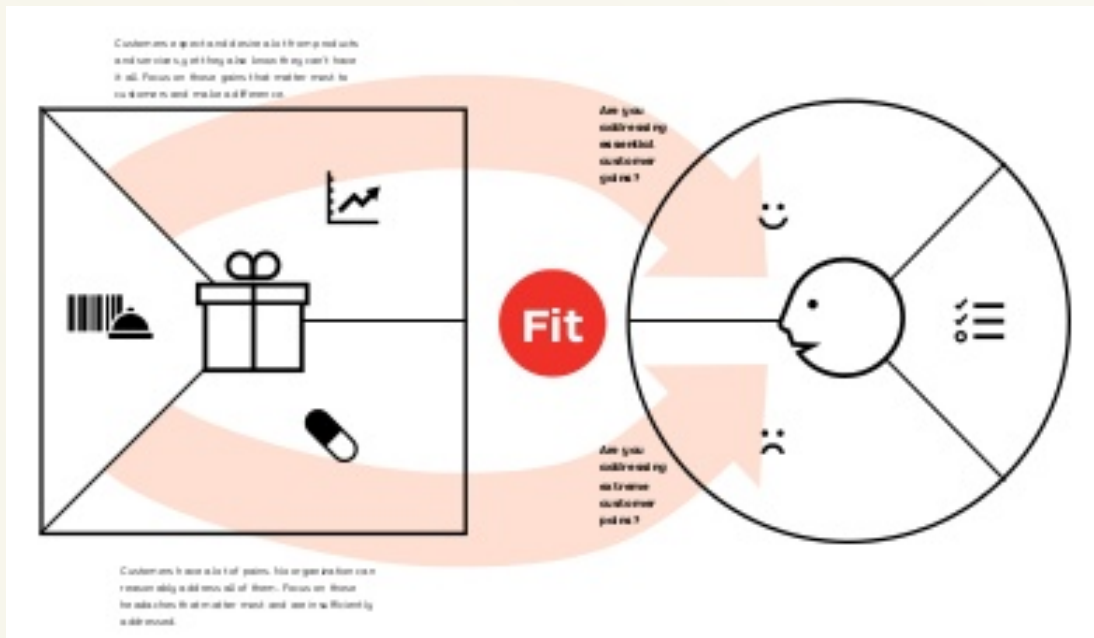 Customers expect and desire a lot from products
and services, yet they also know they can't have
it all. Focus on those gains that matter most to
customers and make a difference.
Are you
addressing
essential
customer
gains?
Fit
Are you
addressing
extreme
customer
pains?
Customers have a lot of pains. No organization can
reasonably address all of them. Focus on those
headaches that matter most and are insufficiently
addressed.